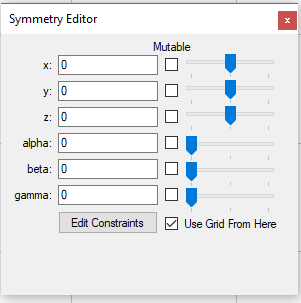 Symmetry Editor x
Mutable
x: 0
y: 0
z: 0
alpha: 0
beta: 0
gamma: 0
Edit Constraints Use Grid From Here